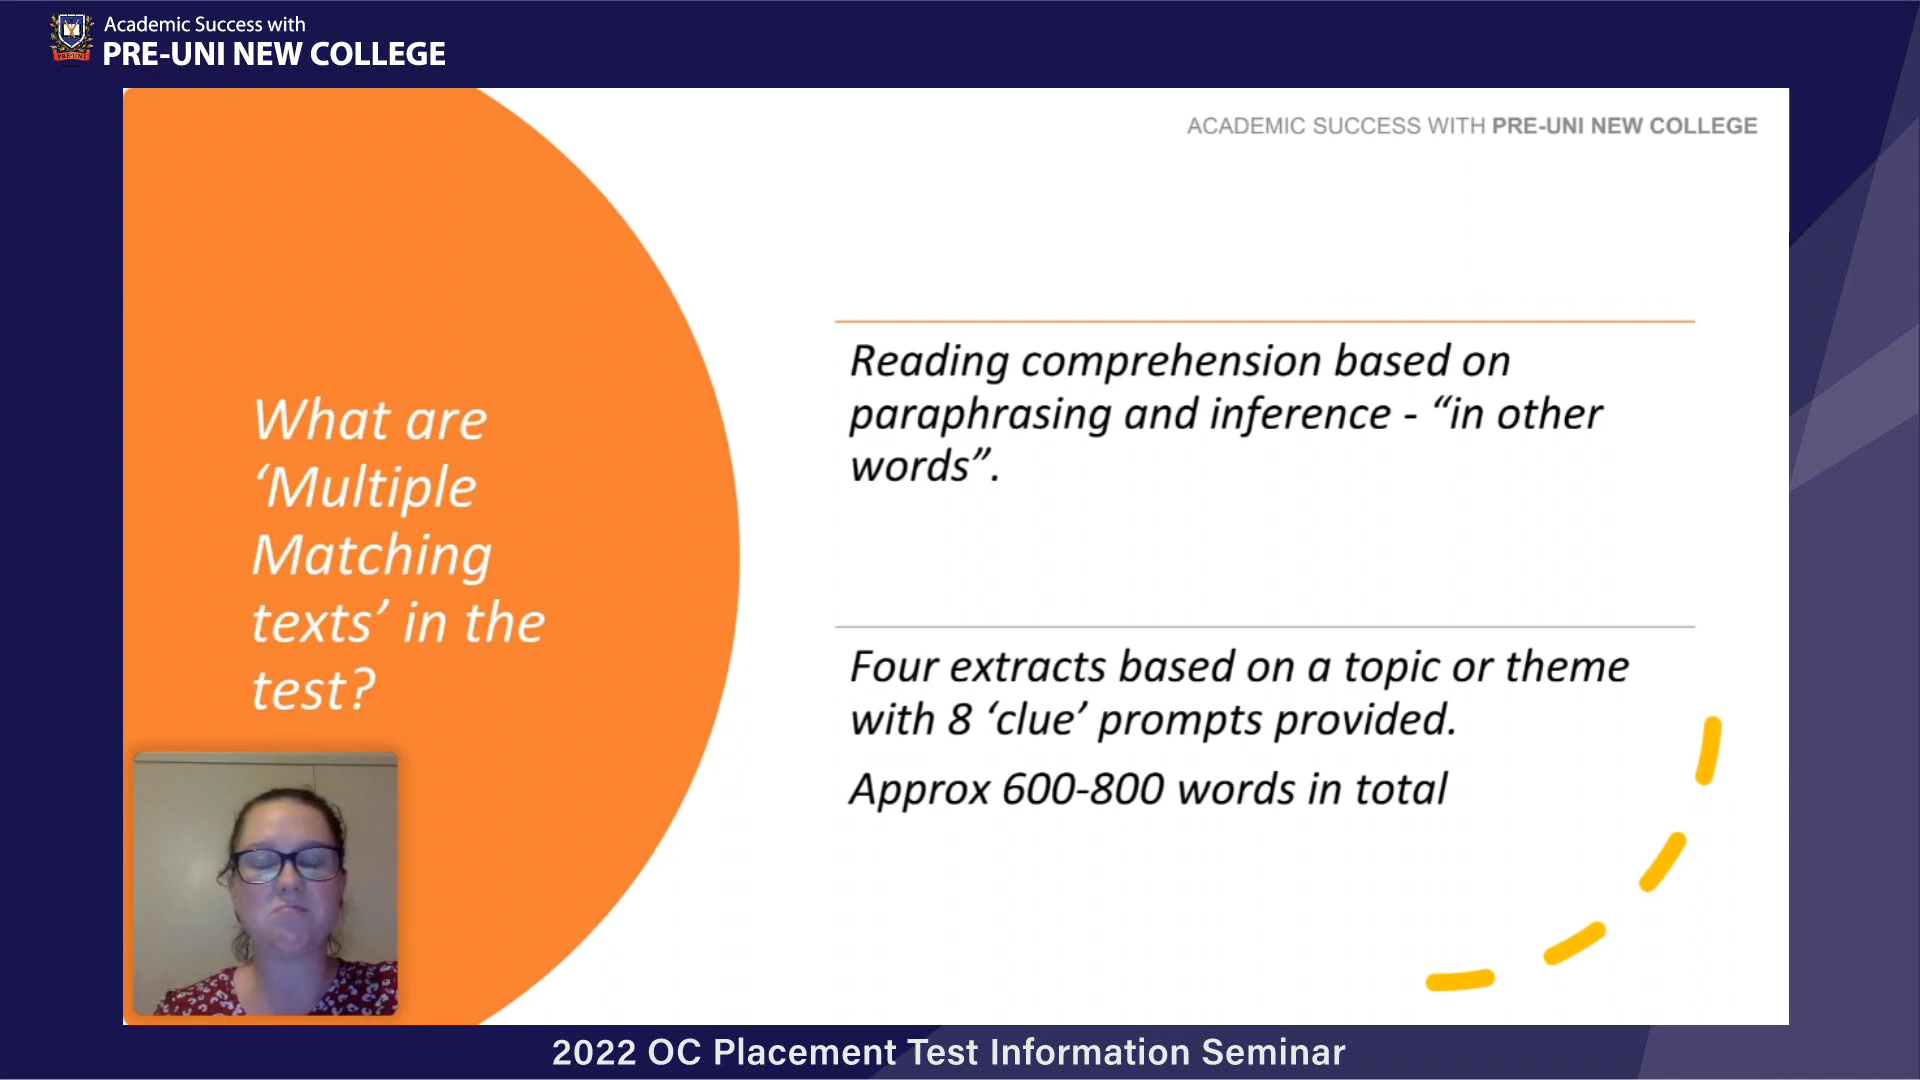 Academic Success with
PRE-UNI NEW COLLEGE
ACADEMIC SUCCESS WITH PRE-UNI NEW COLLEGE
What are
‘Multiple
Matching
texts’ in the
test?
Reading comprehension based on
paraphrasing and inference - “in other
words”.
Four extracts based on a topic or theme
with 8 ‘clue’ prompts provided.
Approx 600-800 words in total
2022 OC Placement Test Information Seminar